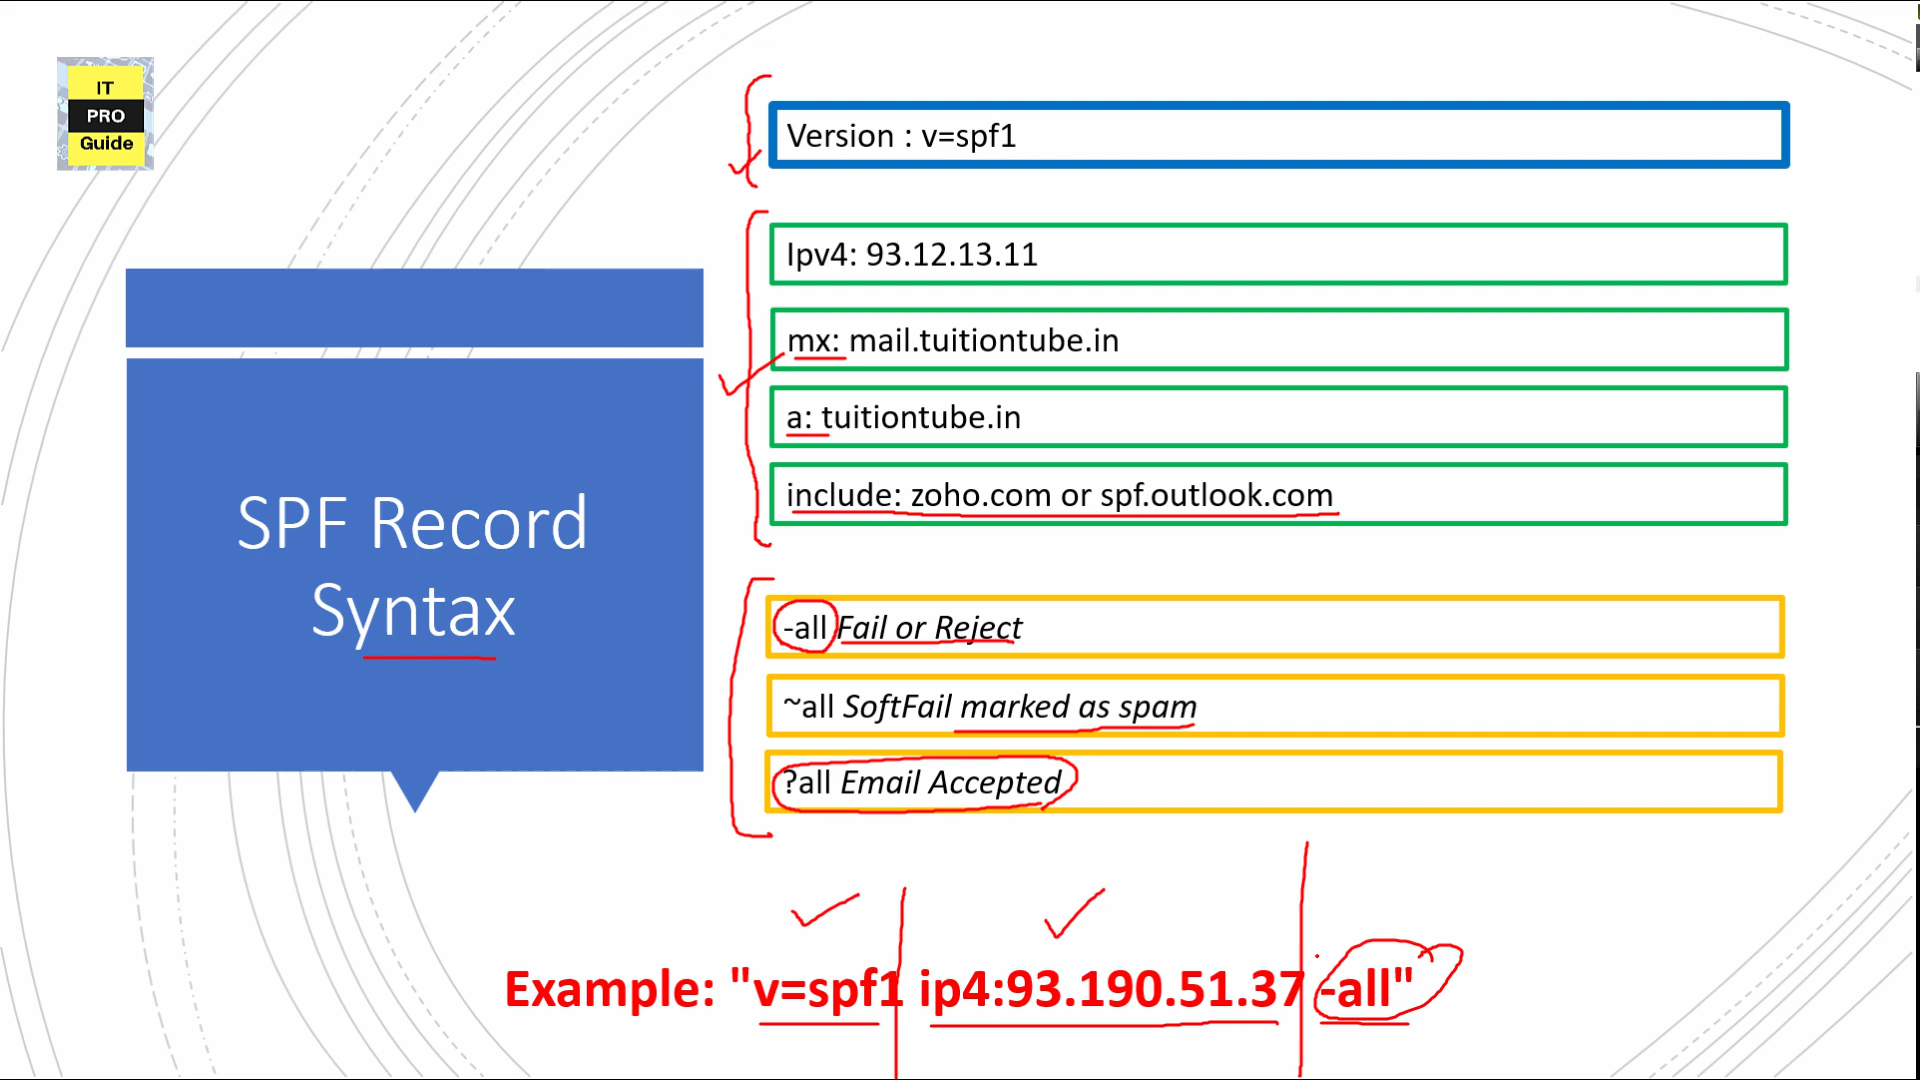 IT
PRO
Guide
SPF Record
Syntax
Version : v=spf1
Ipv4: 93.12.13.11
mx: mail.tuitiontube.in
a: tuitiontube.in
include: zoho.com or spf.outlook.com
-all Fail or Reject
~all SoftFail marked as spam
?all Email Accepted
Example: "v=spf1 ip4:93.190.51.37 -all"